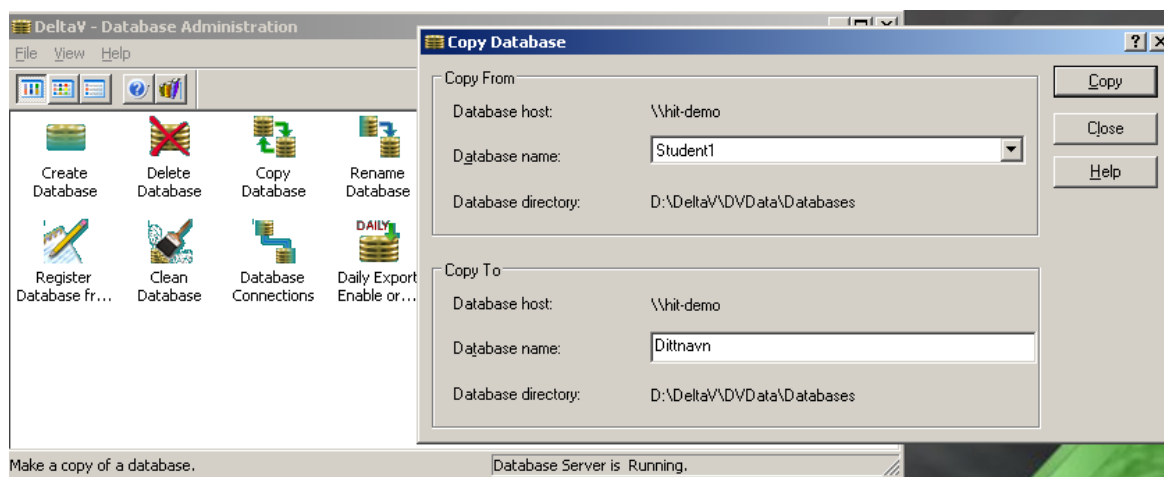 DeltaV - Database Administration
File View Help
Create Database
Delete Database
Copy Database
Rename Database
Register Database fr...
Clean Database
Database Connections
DAILY
Daily Export Enable or...
Make a copy of a database.
Database Server is Running.
Copy Database
Copy From
Database host: \\hit-demo
Database name: Student1
Database directory: D:\DeltaV\DVData\Databases
Copy To
Database host: \\hit-demo
Database name: Dittnavn
Database directory: D:\DeltaV\DVData\Databases
Copy
Close
Help